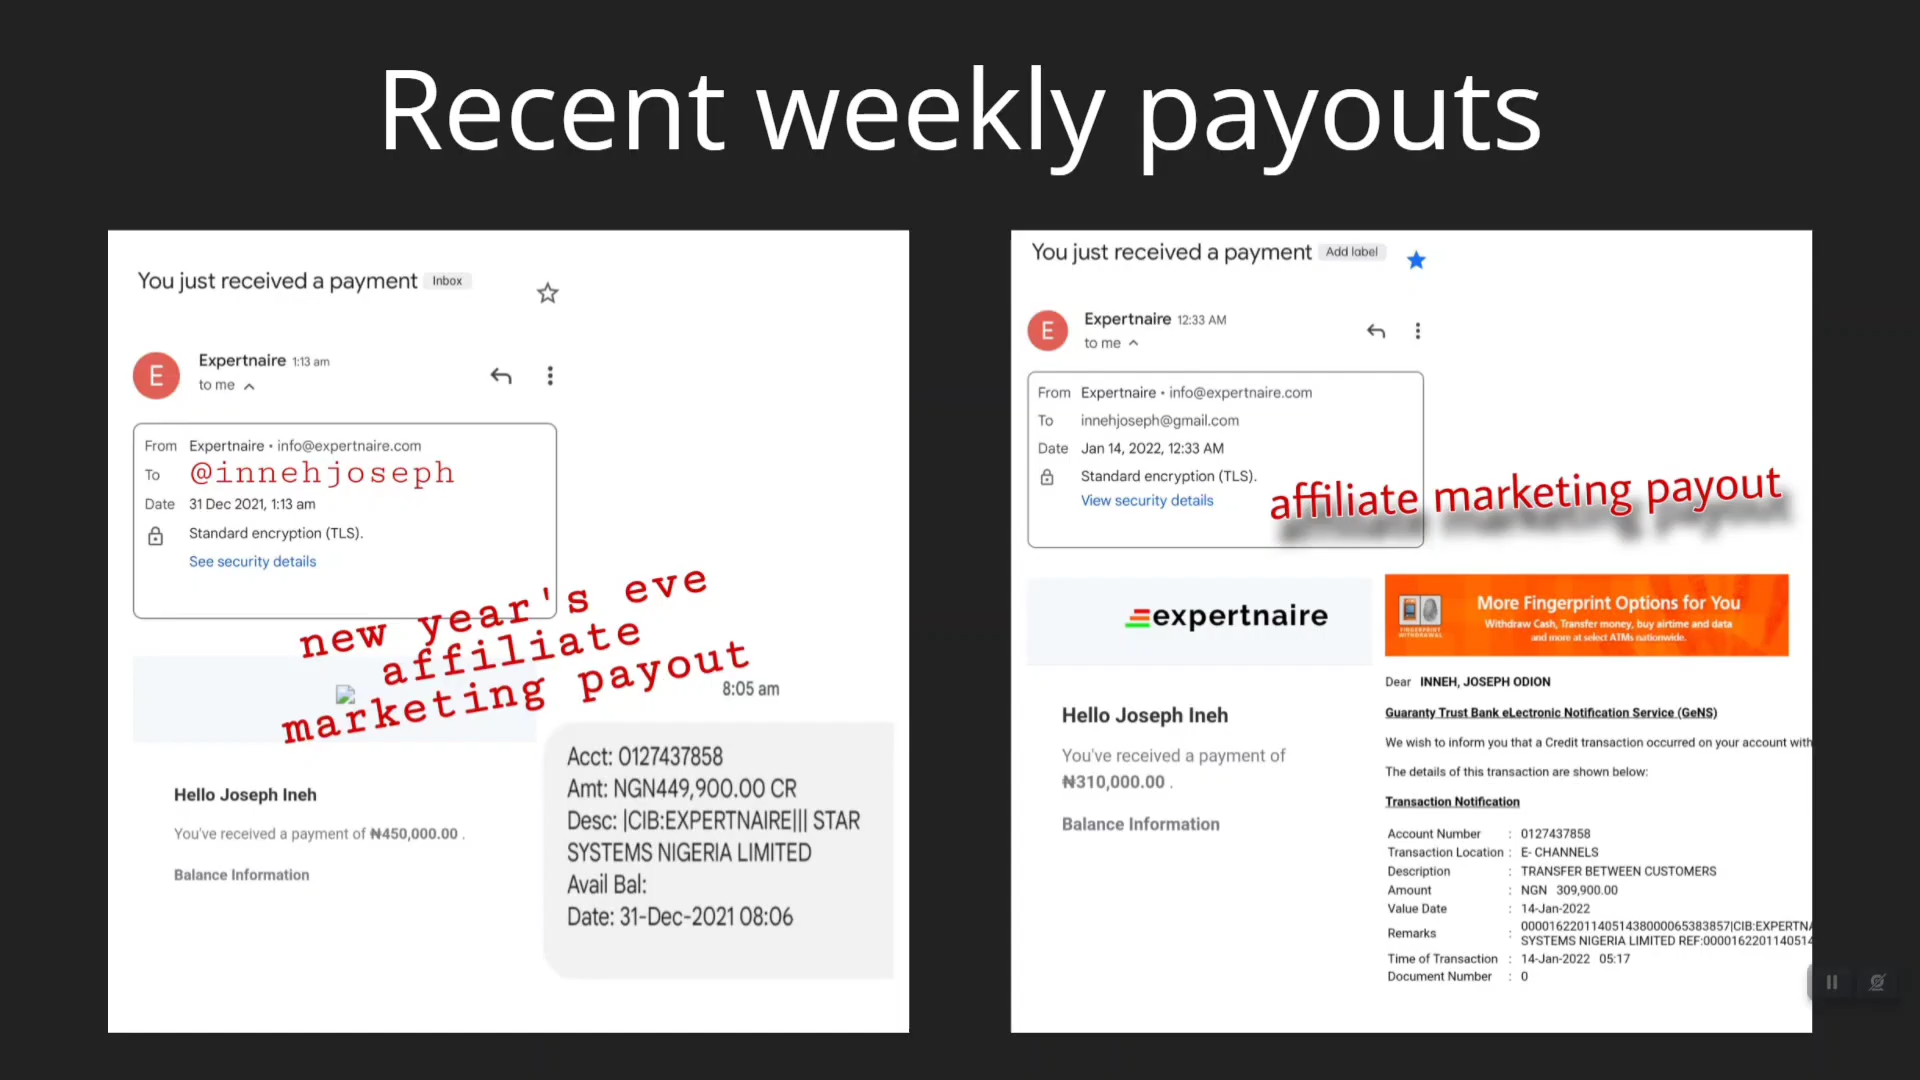 Recent weekly payouts
You just received a payment Inbox
E
Expertnaire 1:13 am
to me
From Expertnaire • info@expertnaire.com
To @innehjoseph
Date 31 Dec 2021, 1:13 am
Standard encryption (TLS).
See security details
new year's eve
affiliate
marketing payout
8:05 am
Hello Joseph Ineh
You've received a payment of ₦450,000.00 .
Balance Information
Acct: 0127437858
Amt: NGN449,900.00 CR
Desc: |CIB:EXPERTNAIRE||| STAR
SYSTEMS NIGERIA LIMITED
Avail Bal:
Date: 31-Dec-2021 08:06
You just received a payment Add label
E
Expertnaire 12:33 AM
to me
From Expertnaire • info@expertnaire.com
To innehjoseph@gmail.com
Date Jan 14, 2022, 12:33 AM
Standard encryption (TLS).
View security details
affiliate marketing payout
expertnaire
Hello Joseph Ineh
You've received a payment of
₦310,000.00 .
Balance Information
FINGERPRINT
WITHDRAWAL
More Fingerprint Options for You
Withdraw Cash, Transfer money, buy airtime and data
and more at select ATMs nationwide.
Dear INNEH, JOSEPH ODION
Guaranty Trust Bank eLectronic Notification Service (GeNS)
We wish to inform you that a Credit transaction occurred on your account with
The details of this transaction are shown below:
Transaction Notification
Account Number : 0127437858
Transaction Location : E- CHANNELS
Description : TRANSFER BETWEEN CUSTOMERS
Amount : NGN 309,900.00
Value Date : 14-Jan-2022
Remarks : 000016220114051438000065383857|CIB:EXPERTNA
SYSTEMS NIGERIA LIMITED REF:0000162201140514
Time of Transaction : 14-Jan-2022 05:17
Document Number : 0